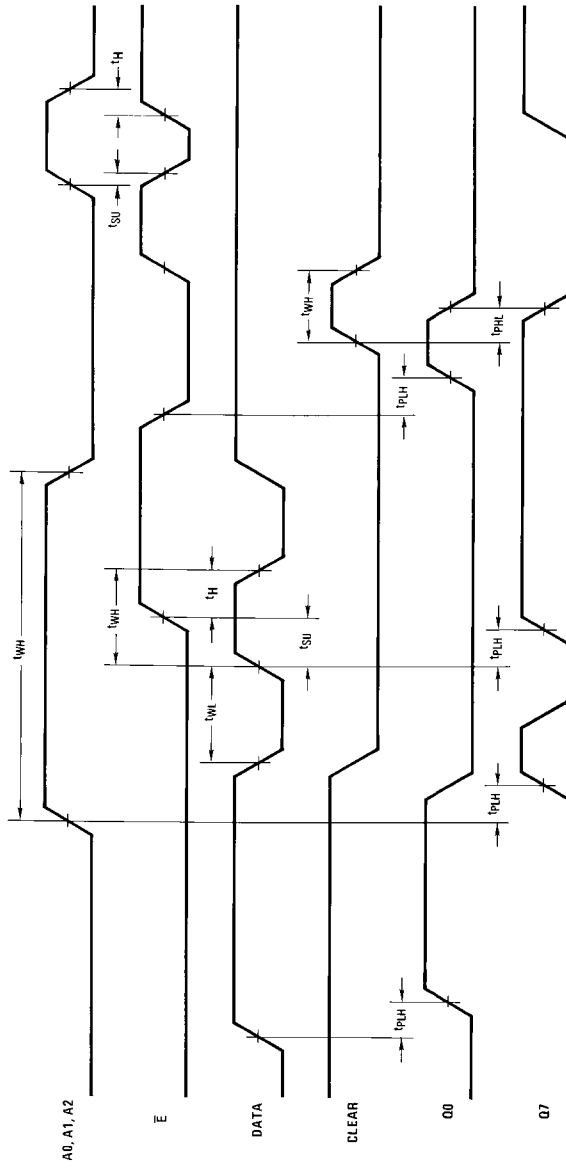 A0, A1, A2
tWH
tSU
tH
E̅
tWH
DATA
tWL
tSU
tH
CLEAR
tWH
Q0
tPLH
tPLH
tPHL
Q7
tPLH
tPLH